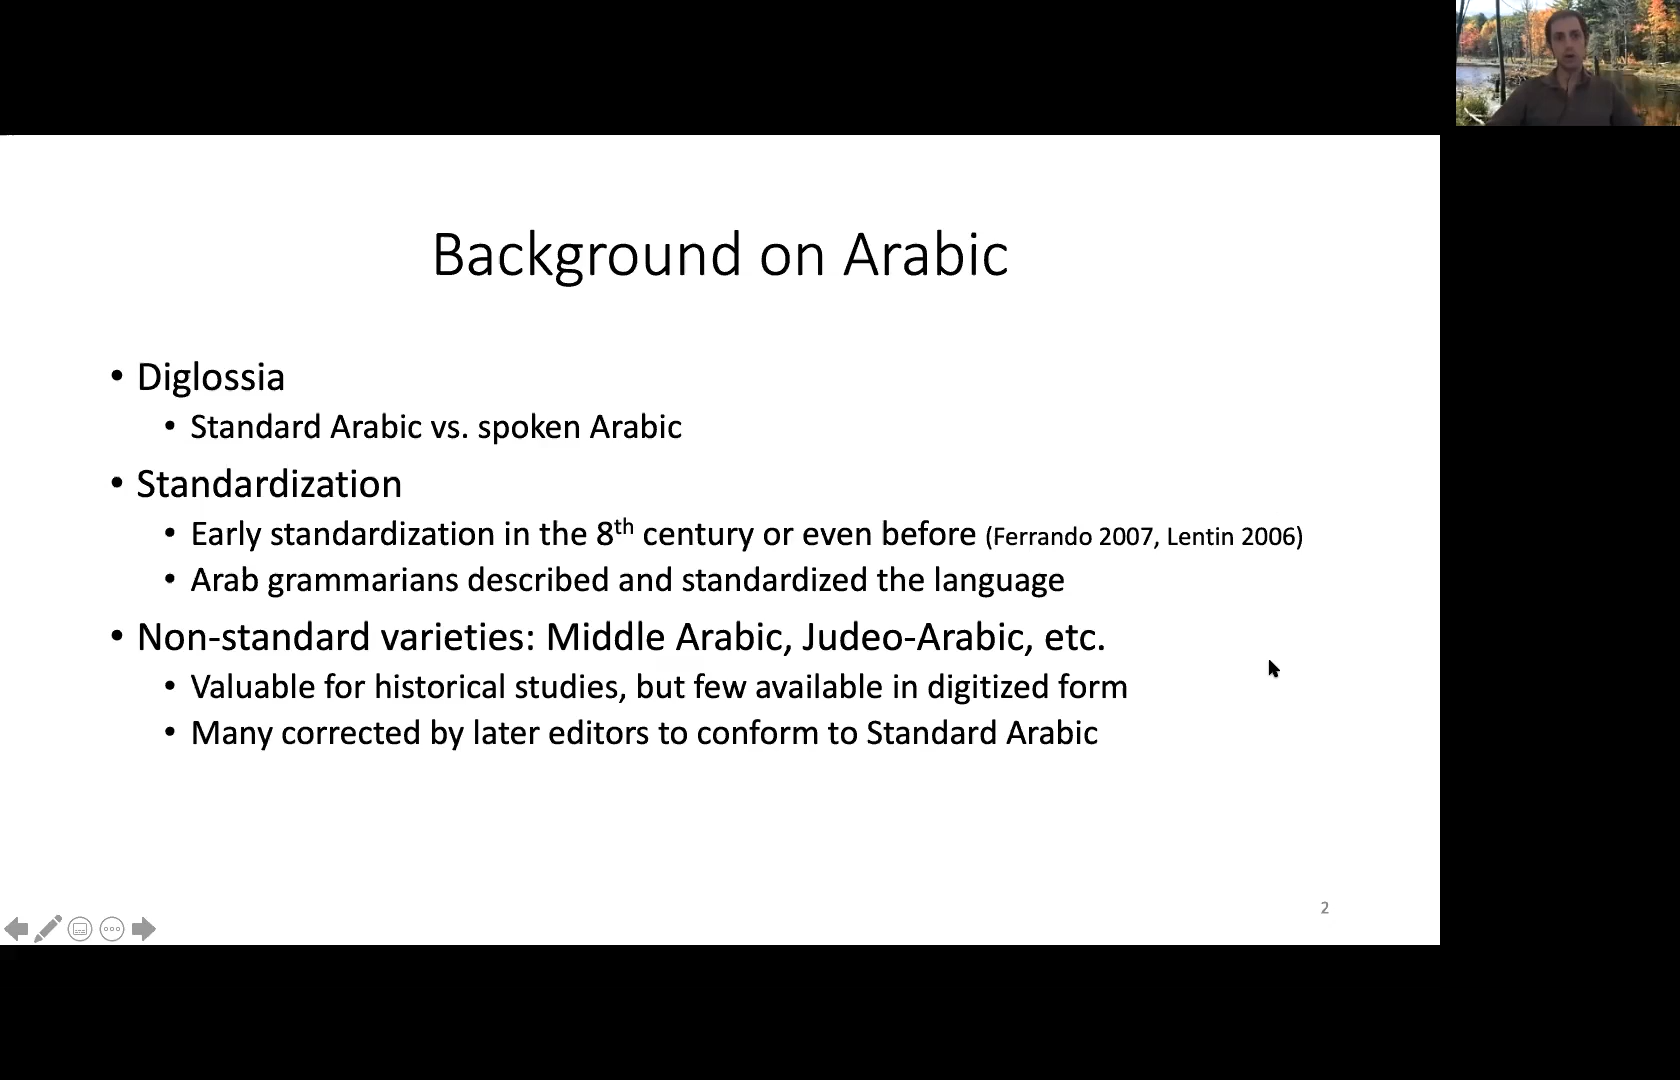 Background on Arabic
• Diglossia
• Standard Arabic vs. spoken Arabic
• Standardization
• Early standardization in the 8th century or even before (Ferrando 2007, Lentin 2006)
• Arab grammarians described and standardized the language
• Non-standard varieties: Middle Arabic, Judeo-Arabic, etc.
• Valuable for historical studies, but few available in digitized form
• Many corrected by later editors to conform to Standard Arabic
2